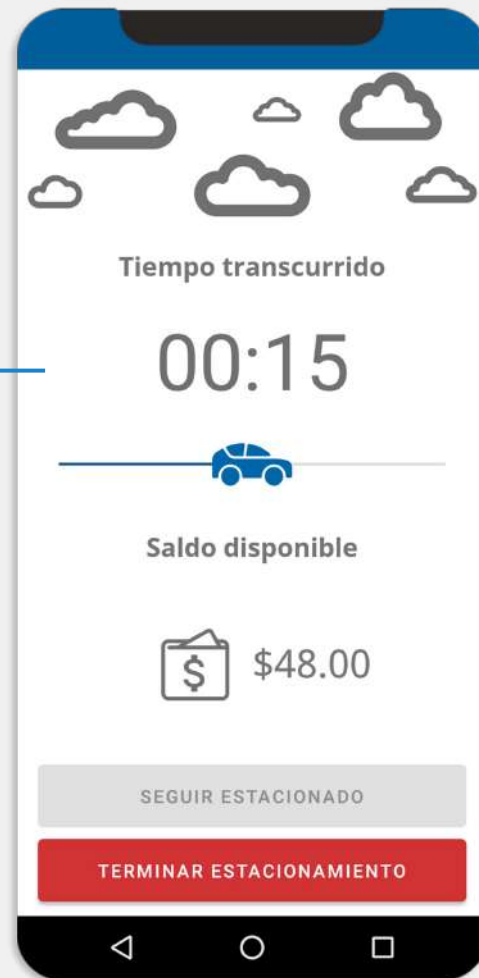 Tiempo transcurrido
00:15
Saldo disponible
$ $48.00
SEGUIR ESTACIONADO
TERMINAR ESTACIONAMIENTO